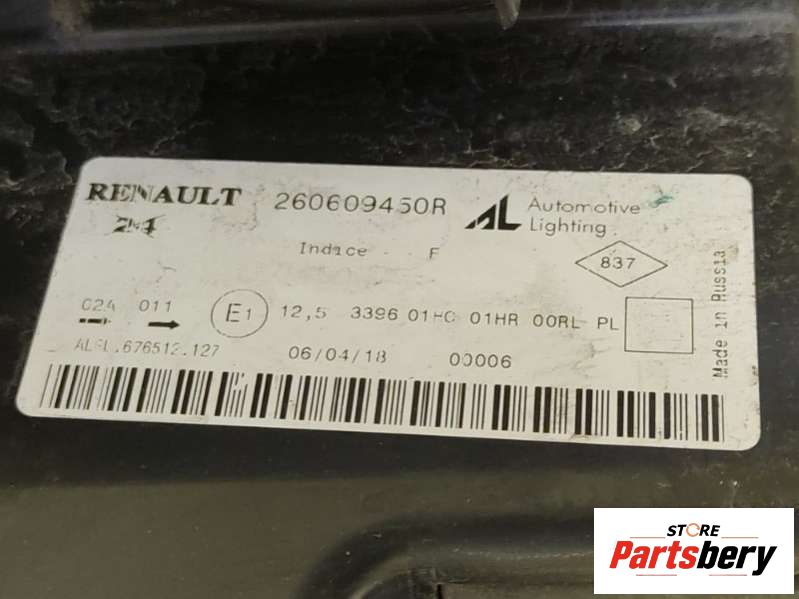 RENAULT 260609450R AL Automotive Lighting
Indice F 837
02A 011 E1 12,5 3396 01HC 01HR 00RL PL
676512.127 06/04/18 00006
Made in Russia
STORE
Partsbery